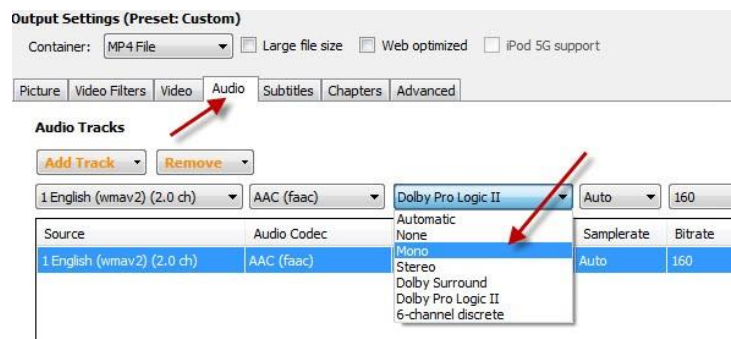 Output Settings (Preset: Custom)
Container: MP4 File Large file size Web optimized iPod 5G support
Picture Video Filters Video Audio Subtitles Chapters Advanced
Audio Tracks
Add Track Remove
1 English (wmav2) (2.0 ch) AAC (faac) Dolby Pro Logic II Auto 160
Source Audio Codec Samplerate Bitrate
1 English (wmav2) (2.0 ch) AAC (faac) Auto 160
Automatic
None
Mono
Stereo
Dolby Surround
Dolby Pro Logic II
6-channel discrete